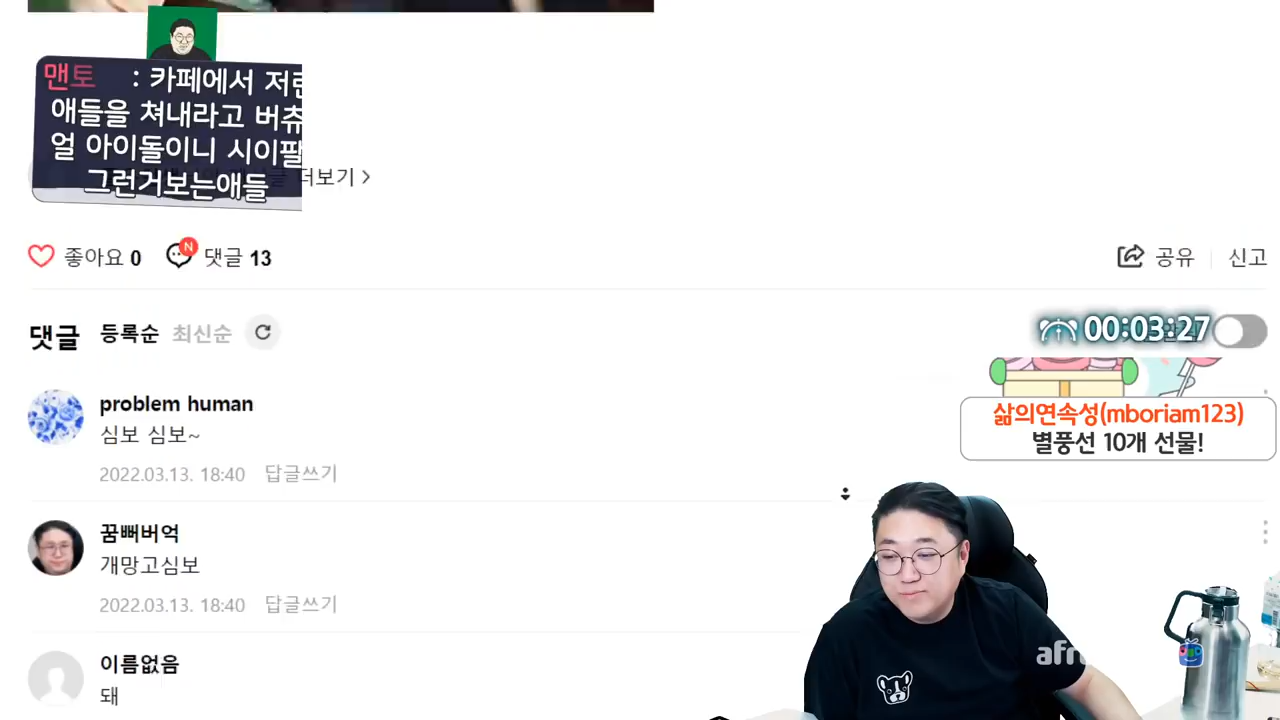 맨토 : 카페에서 저런
애들을 쳐내라고 버츄
얼 아이돌이니 시이팔
그런거보는애들
더보기 >
좋아요 0
N
댓글 13
공유
신고
댓글
등록순
최신순
00:03:27
problem human
심보 심보~
2022.03.13. 18:40 답글쓰기
삶의연속성(mboriam123)
별풍선 10개 선물!
꿈뻐버억
개망고심보
2022.03.13. 18:40 답글쓰기
이름없음
돼
afr